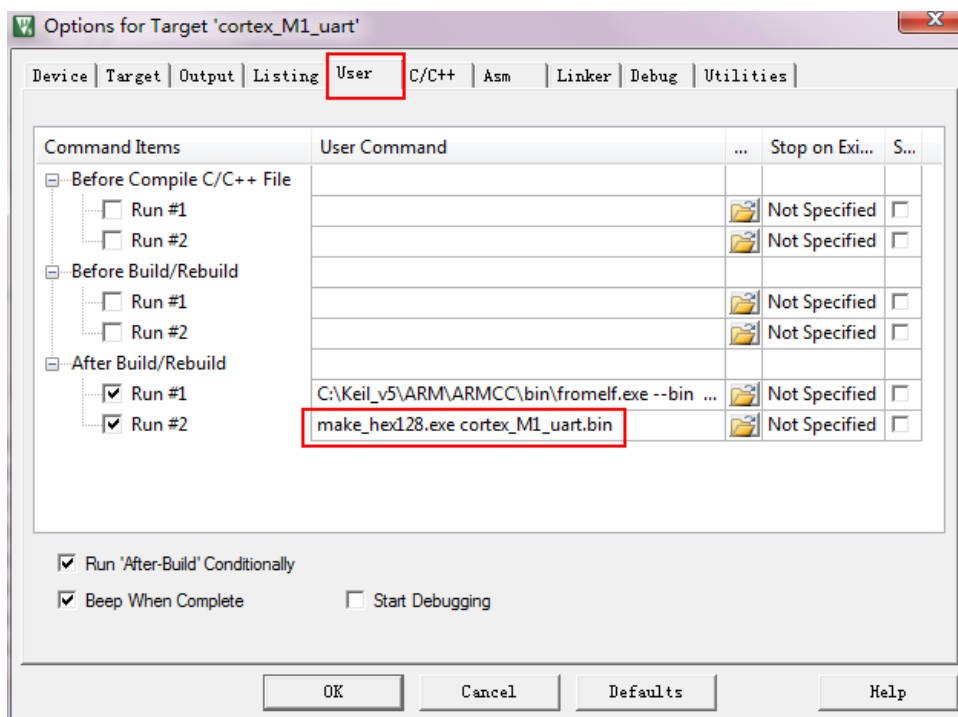 Options for Target 'cortex_M1_uart'
Device Target Output Listing User C/C++ Asm Linker Debug Utilities
Command Items User Command ... Stop on Exi... S...
Before Compile C/C++ File
Run #1 Not Specified
Run #2 Not Specified
Before Build/Rebuild
Run #1 Not Specified
Run #2 Not Specified
After Build/Rebuild
Run #1 C:\Keil_v5\ARM\ARMCC\bin\fromelf.exe --bin ... Not Specified
Run #2 make_hex128.exe cortex_M1_uart.bin Not Specified
Run 'After-Build' Conditionally
Beep When Complete Start Debugging
OK Cancel Defaults Help